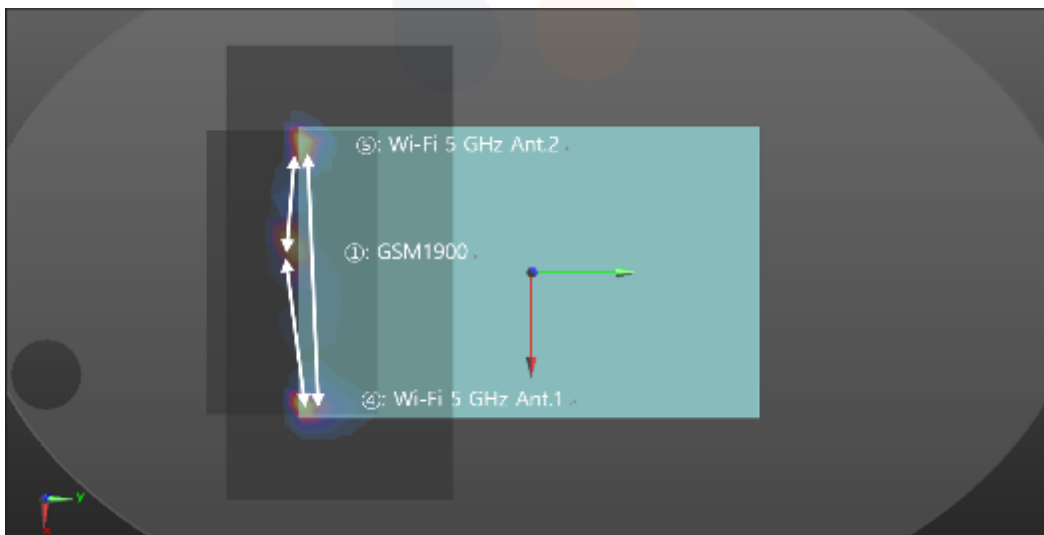 ⑤: Wi-Fi 5 GHz Ant.2
①: GSM1900
④: Wi-Fi 5 GHz Ant.1
y
x